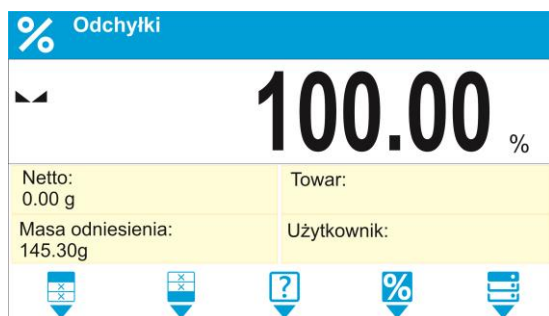 % Odchyłki
100.00 %
Netto:
0.00 g
Towar:
Masa odniesienia:
145.30g
Użytkownik:
? %